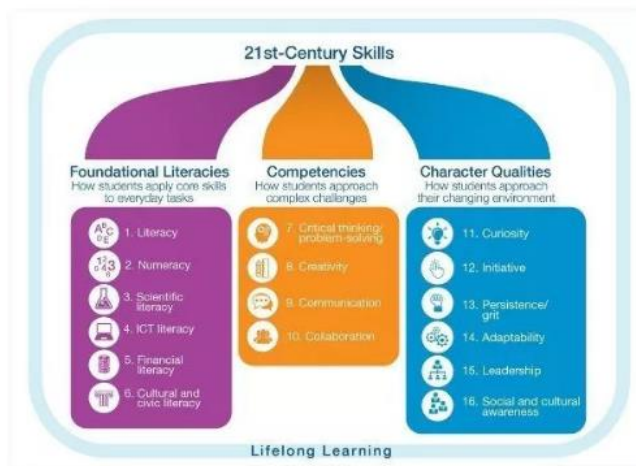 21st-Century Skills
Foundational Literacies
How students apply core skills
to everyday tasks
1. Literacy
2. Numeracy
3. Scientific
literacy
4. ICT literacy
5. Financial
literacy
6. Cultural and
civic literacy
Competencies
How students approach
complex challenges
7. Critical thinking/
problem-solving
8. Creativity
9. Communication
10. Collaboration
Character Qualities
How students approach
their changing environment
11. Curiosity
12. Initiative
13. Persistence/
grit
14. Adaptability
15. Leadership
16. Social and cultural
awareness
Lifelong Learning